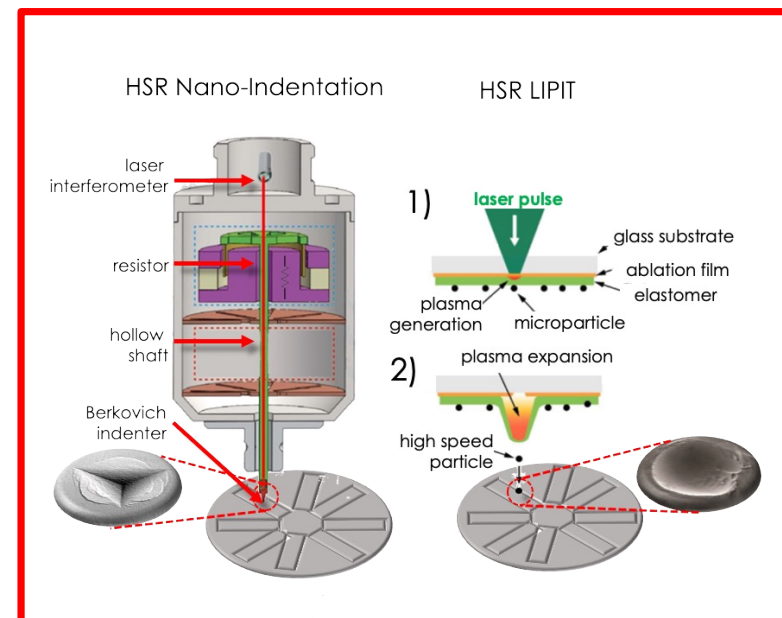 HSR Nano-Indentation
HSR LIPIT
laser
interferometer
resistor
hollow
shaft
Berkovich
indenter
1)
laser pulse
glass substrate
ablation film
elastomer
plasma
generation
microparticle
2)
plasma expansion
high speed
particle